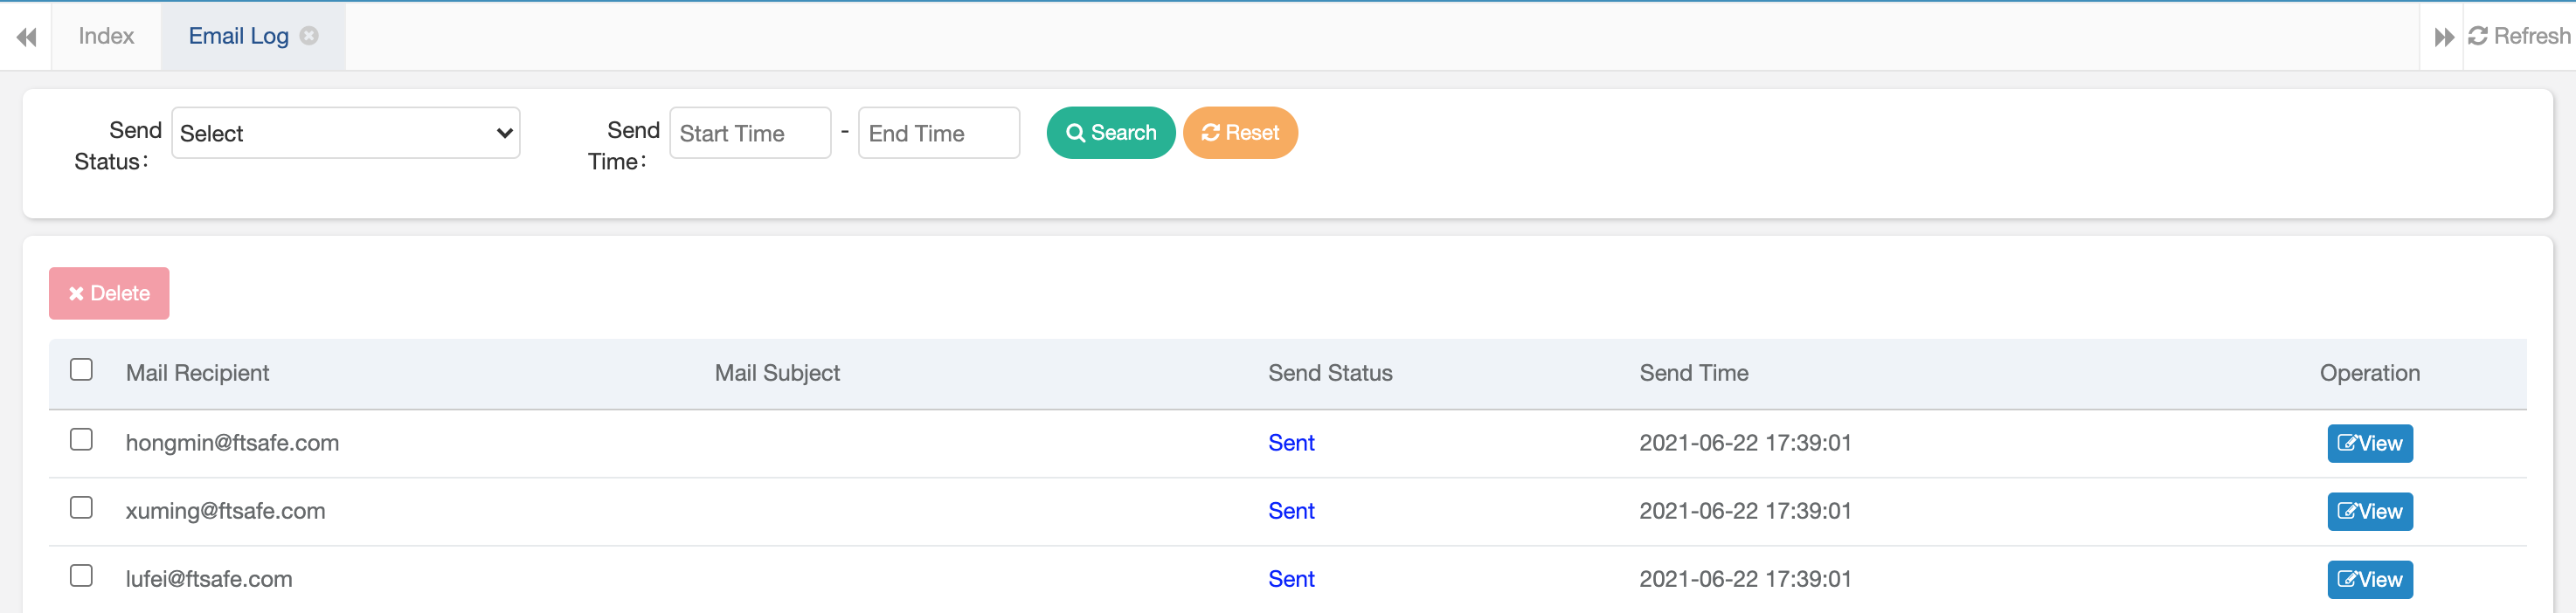 Index Email Log Refresh
Send Status: Select Send Time: Start Time - End Time Search Reset
Delete
Mail Recipient Mail Subject Send Status Send Time Operation
hongmin@ftsafe.com Sent 2021-06-22 17:39:01 View
xuming@ftsafe.com Sent 2021-06-22 17:39:01 View
lufei@ftsafe.com Sent 2021-06-22 17:39:01 View